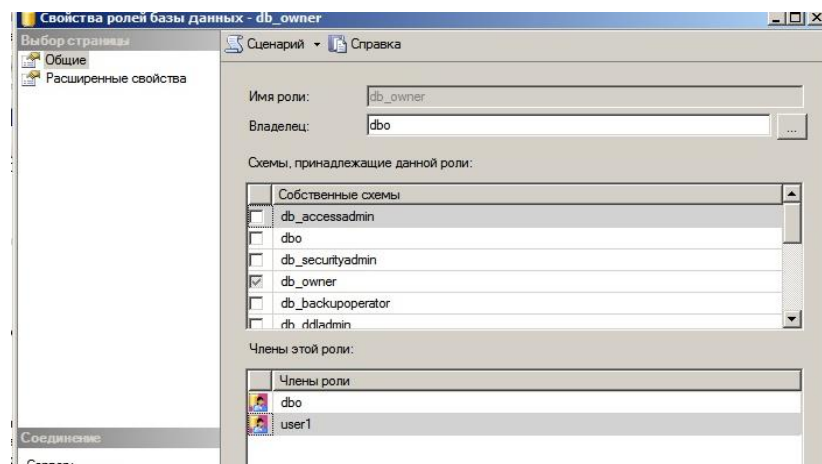 Свойства ролей базы данных - db_owner
Выбор страницы
Общие
Расширенные свойства
Сценарий
Справка
Имя роли:
db_owner
Владелец:
dbo
...
Схемы, принадлежащие данной роли:
Собственные схемы
db_accessadmin
dbo
db_securityadmin
db_owner
db_backupoperator
db_ddladmin
Члены этой роли:
Члены роли
dbo
user1
Соединение